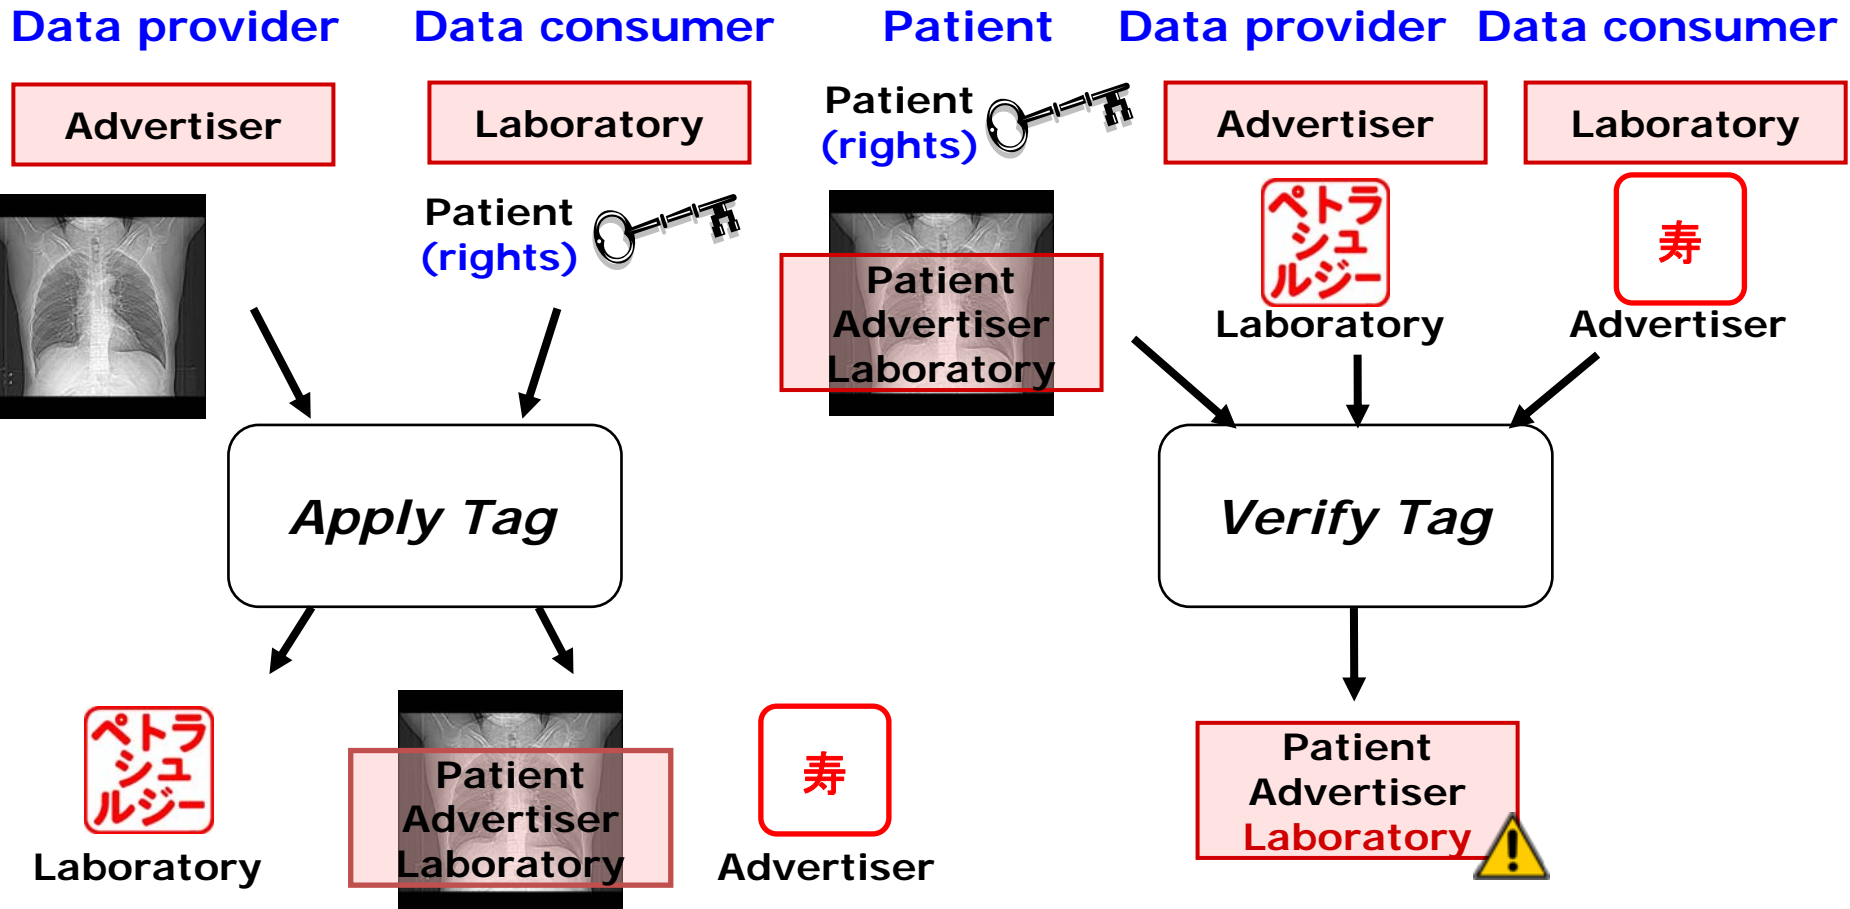 Data provider
Data consumer
Patient
Data provider
Data consumer
Advertiser
Laboratory
Patient
(rights)
Advertiser
Laboratory
Patient
(rights)
ペトラ
シュ
ルジー
寿
Patient
Advertiser
Laboratory
Laboratory
Advertiser
Apply Tag
Verify Tag
ペトラ
シュ
ルジー
Laboratory
Patient
Advertiser
Laboratory
寿
Advertiser
Patient
Advertiser
Laboratory